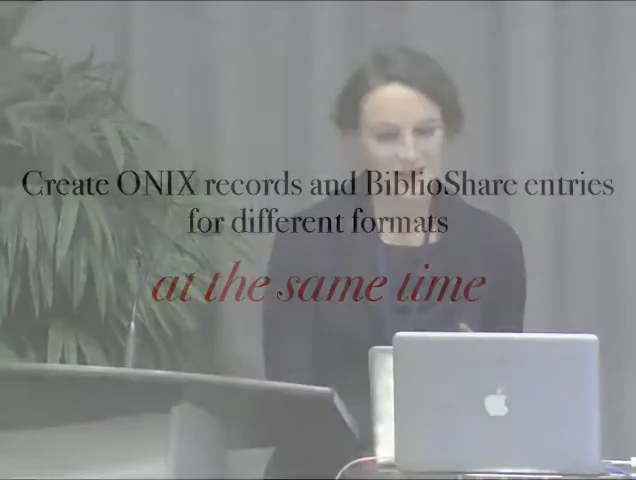 Create ONIX records and BiblioShare entries
for different formats
at the same time